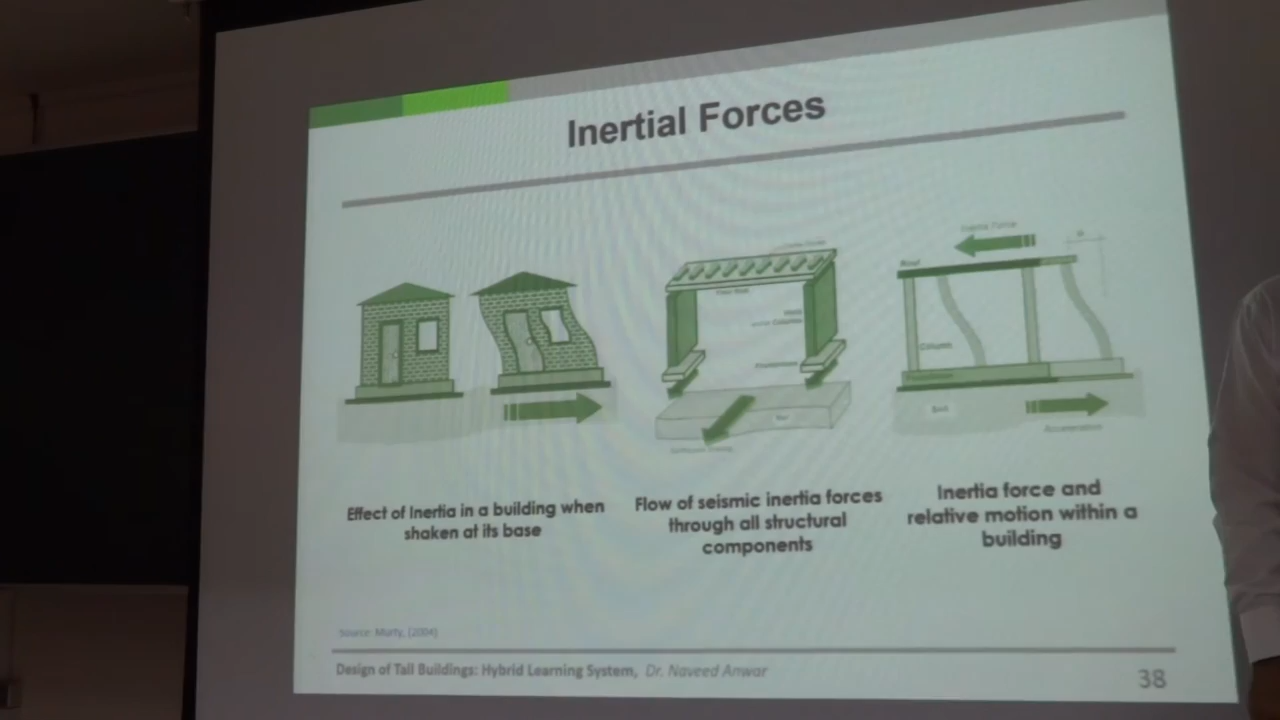 Inertial Forces
Inertia Force
Roof
Column
Soil
Acceleration
Effect of Inertia in a building when
shaken at its base
Flow of seismic inertia forces
through all structural
components
Inertia force and
relative motion within a
building
Source: Murty, (2004)
Design of Tall Buildings: Hybrid Learning System, Dr. Naveed Anwar
38